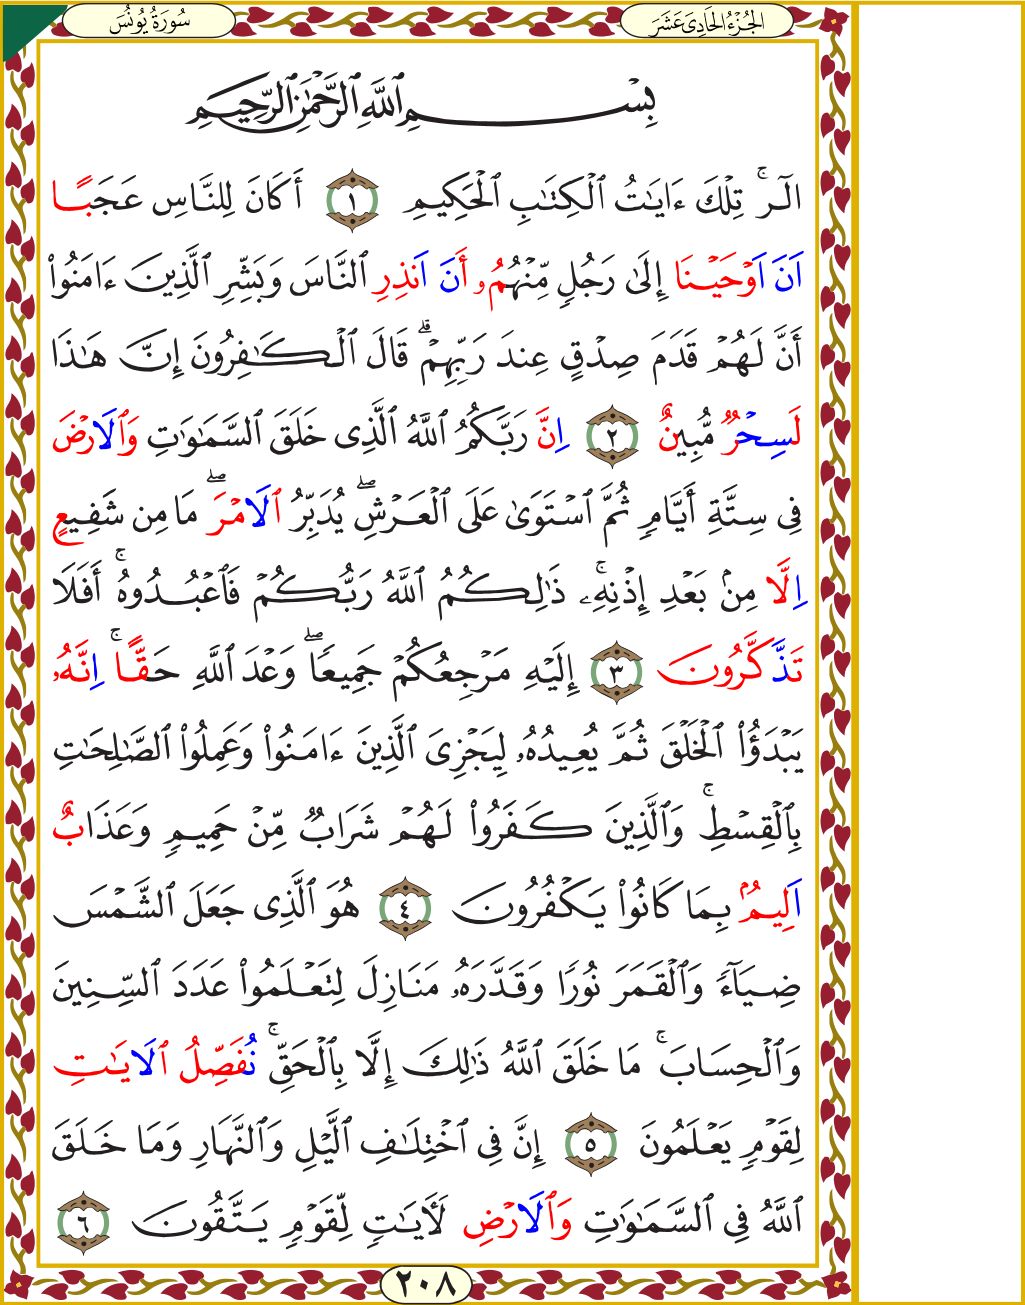 الجُزْءُ الحَادِيَ عَشَرَ
سُورَةُ يُونُسَ
بِسْمِ ٱللَّهِ ٱلرَّحْمَٰنِ ٱلرَّحِيمِ
الٓرۚ تِلۡكَ ءَايَٰتُ ٱلۡكِتَٰبِ ٱلۡحَكِيمِ ١ أَكَانَ لِلنَّاسِ عَجَبًا
اَنَ اَوۡحَيۡنَا إِلَىٰ رَجُلٖ مِّنۡهُمُۥ أَنَ اَنذِرِ ٱلنَّاسَ وَبَشِّرِ ٱلَّذِينَ ءَامَنُوٓاْ
أَنَّ لَهُمۡ قَدَمَ صِدۡقٍ عِندَ رَبِّهِمۡۗ قَالَ ٱلۡكَٰفِرُونَ إِنَّ هَٰذَا
لَسِحۡرٞ مُّبِينٌ ٢ اِنَّ رَبَّكُمُ ٱللَّهُ ٱلَّذِي خَلَقَ ٱلسَّمَٰوَٰتِ وَٱلَارۡضَ
فِي سِتَّةِ أَيَّامٖ ثُمَّ ٱسۡتَوَىٰ عَلَى ٱلۡعَرۡشِۖ يُدَبِّرُ ٱلَامۡرَۖ مَا مِن شَفِيعٍ
اِلَّا مِنۢ بَعۡدِ إِذۡنِهِۦۚ ذَٰلِكُمُ ٱللَّهُ رَبُّكُمۡ فَٱعۡبُدُوهُۚ أَفَلَا
تَذَّكَّرُونَ ٣ إِلَيۡهِ مَرۡجِعُكُمۡ جَمِيعٗاۖ وَعۡدَ ٱللَّهِ حَقًّاۚ اِنَّهُۥ
يَبۡدَؤُاْ ٱلۡخَلۡقَ ثُمَّ يُعِيدُهُۥ لِيَجۡزِيَ ٱلَّذِينَ ءَامَنُواْ وَعَمِلُواْ ٱلصَّٰلِحَٰتِ
بِٱلۡقِسۡطِۚ وَٱلَّذِينَ كَفَرُواْ لَهُمۡ شَرَابٞ مِّنۡ حَمِيمٖ وَعَذَابٌ
اَلِيمُۢ بِمَا كَانُواْ يَكۡفُرُونَ ٤ هُوَ ٱلَّذِي جَعَلَ ٱلشَّمۡسَ
ضِيَآءٗ وَٱلۡقَمَرَ نُورٗا وَقَدَّرَهُۥ مَنَازِلَ لِتَعۡلَمُواْ عَدَدَ ٱلسِّنِينَ
وَٱلۡحِسَابَۚ مَا خَلَقَ ٱللَّهُ ذَٰلِكَ إِلَّا بِٱلۡحَقِّۚ نُفَصِّلُ ٱلَايَٰتِ
لِقَوۡمٖ يَعۡلَمُونَ ٥ إِنَّ فِي ٱخۡتِلَٰفِ ٱلَّيۡلِ وَٱلنَّهَارِ وَمَا خَلَقَ
ٱللَّهُ فِي ٱلسَّمَٰوَٰتِ وَٱلَارۡضِ لَأٓيَٰتٖ لِّقَوۡمٖ يَتَّقُونَ ٦
٢٠٨